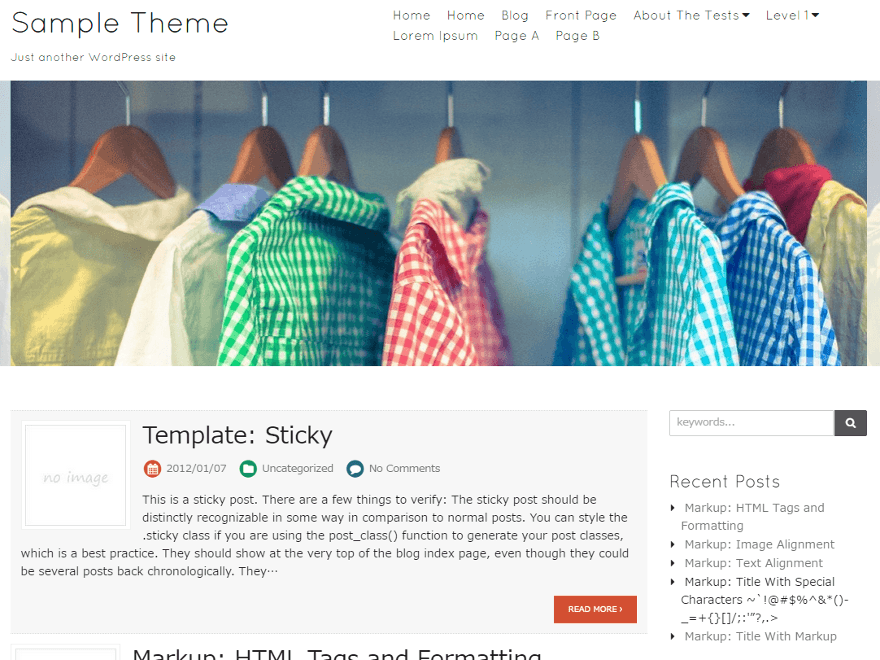 Sample Theme
Just another WordPress site
Home Home Blog Front Page About The Tests Level 1
Lorem Ipsum Page A Page B
no image
Template: Sticky
2012/01/07 Uncategorized No Comments
This is a sticky post. There are a few things to verify: The sticky post should be
distinctly recognizable in some way in comparison to normal posts. You can style the
.sticky class if you are using the post_class() function to generate your post classes,
which is a best practice. They should show at the very top of the blog index page, even though they could
be several posts back chronologically. They…
READ MORE ›
Markup: HTML Tags and Formatting
keywords...
Recent Posts
Markup: HTML Tags and
Formatting
Markup: Image Alignment
Markup: Text Alignment
Markup: Title With Special
Characters ~`!@#$%^&*()-
_=+{}[]/;:'"?,.>
Markup: Title With Markup